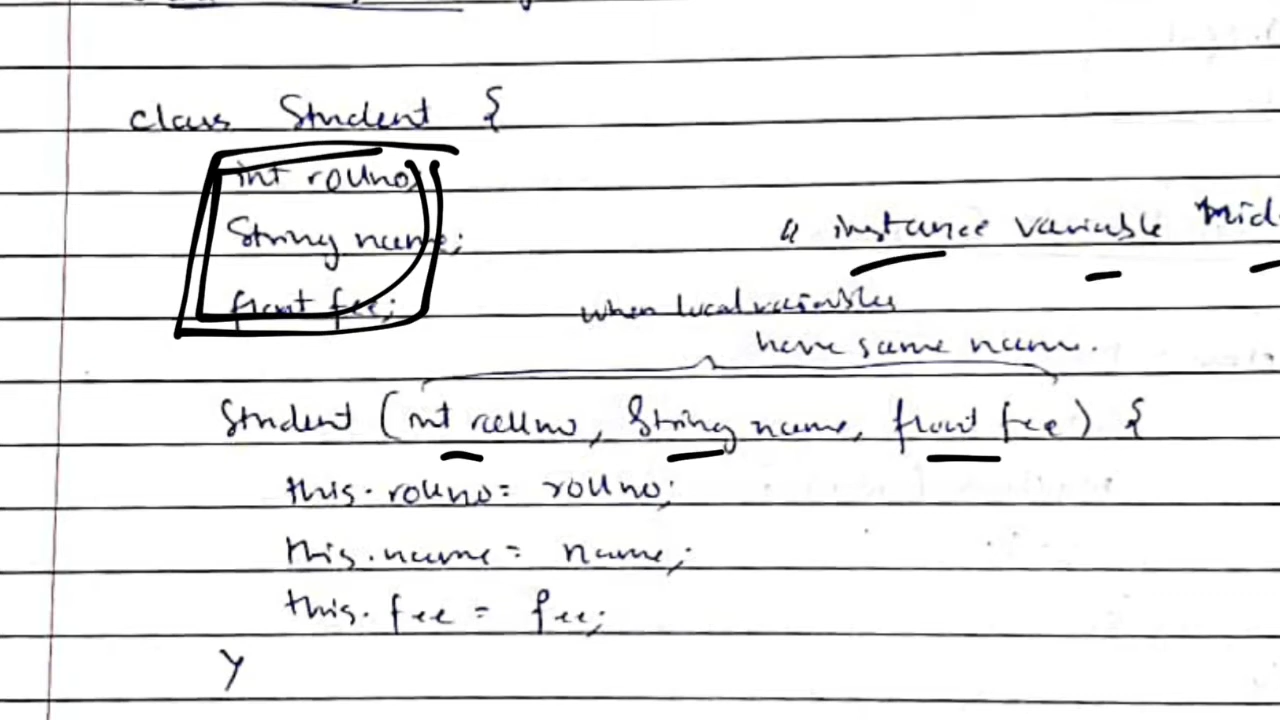 class Student {
int rollno;
String name;
a instance variable
float fee;
when local variables
have same name.
Student (int rollno, String name, float fee) {
this.rollno = rollno;
this.name = name;
this.fee = fee;
}